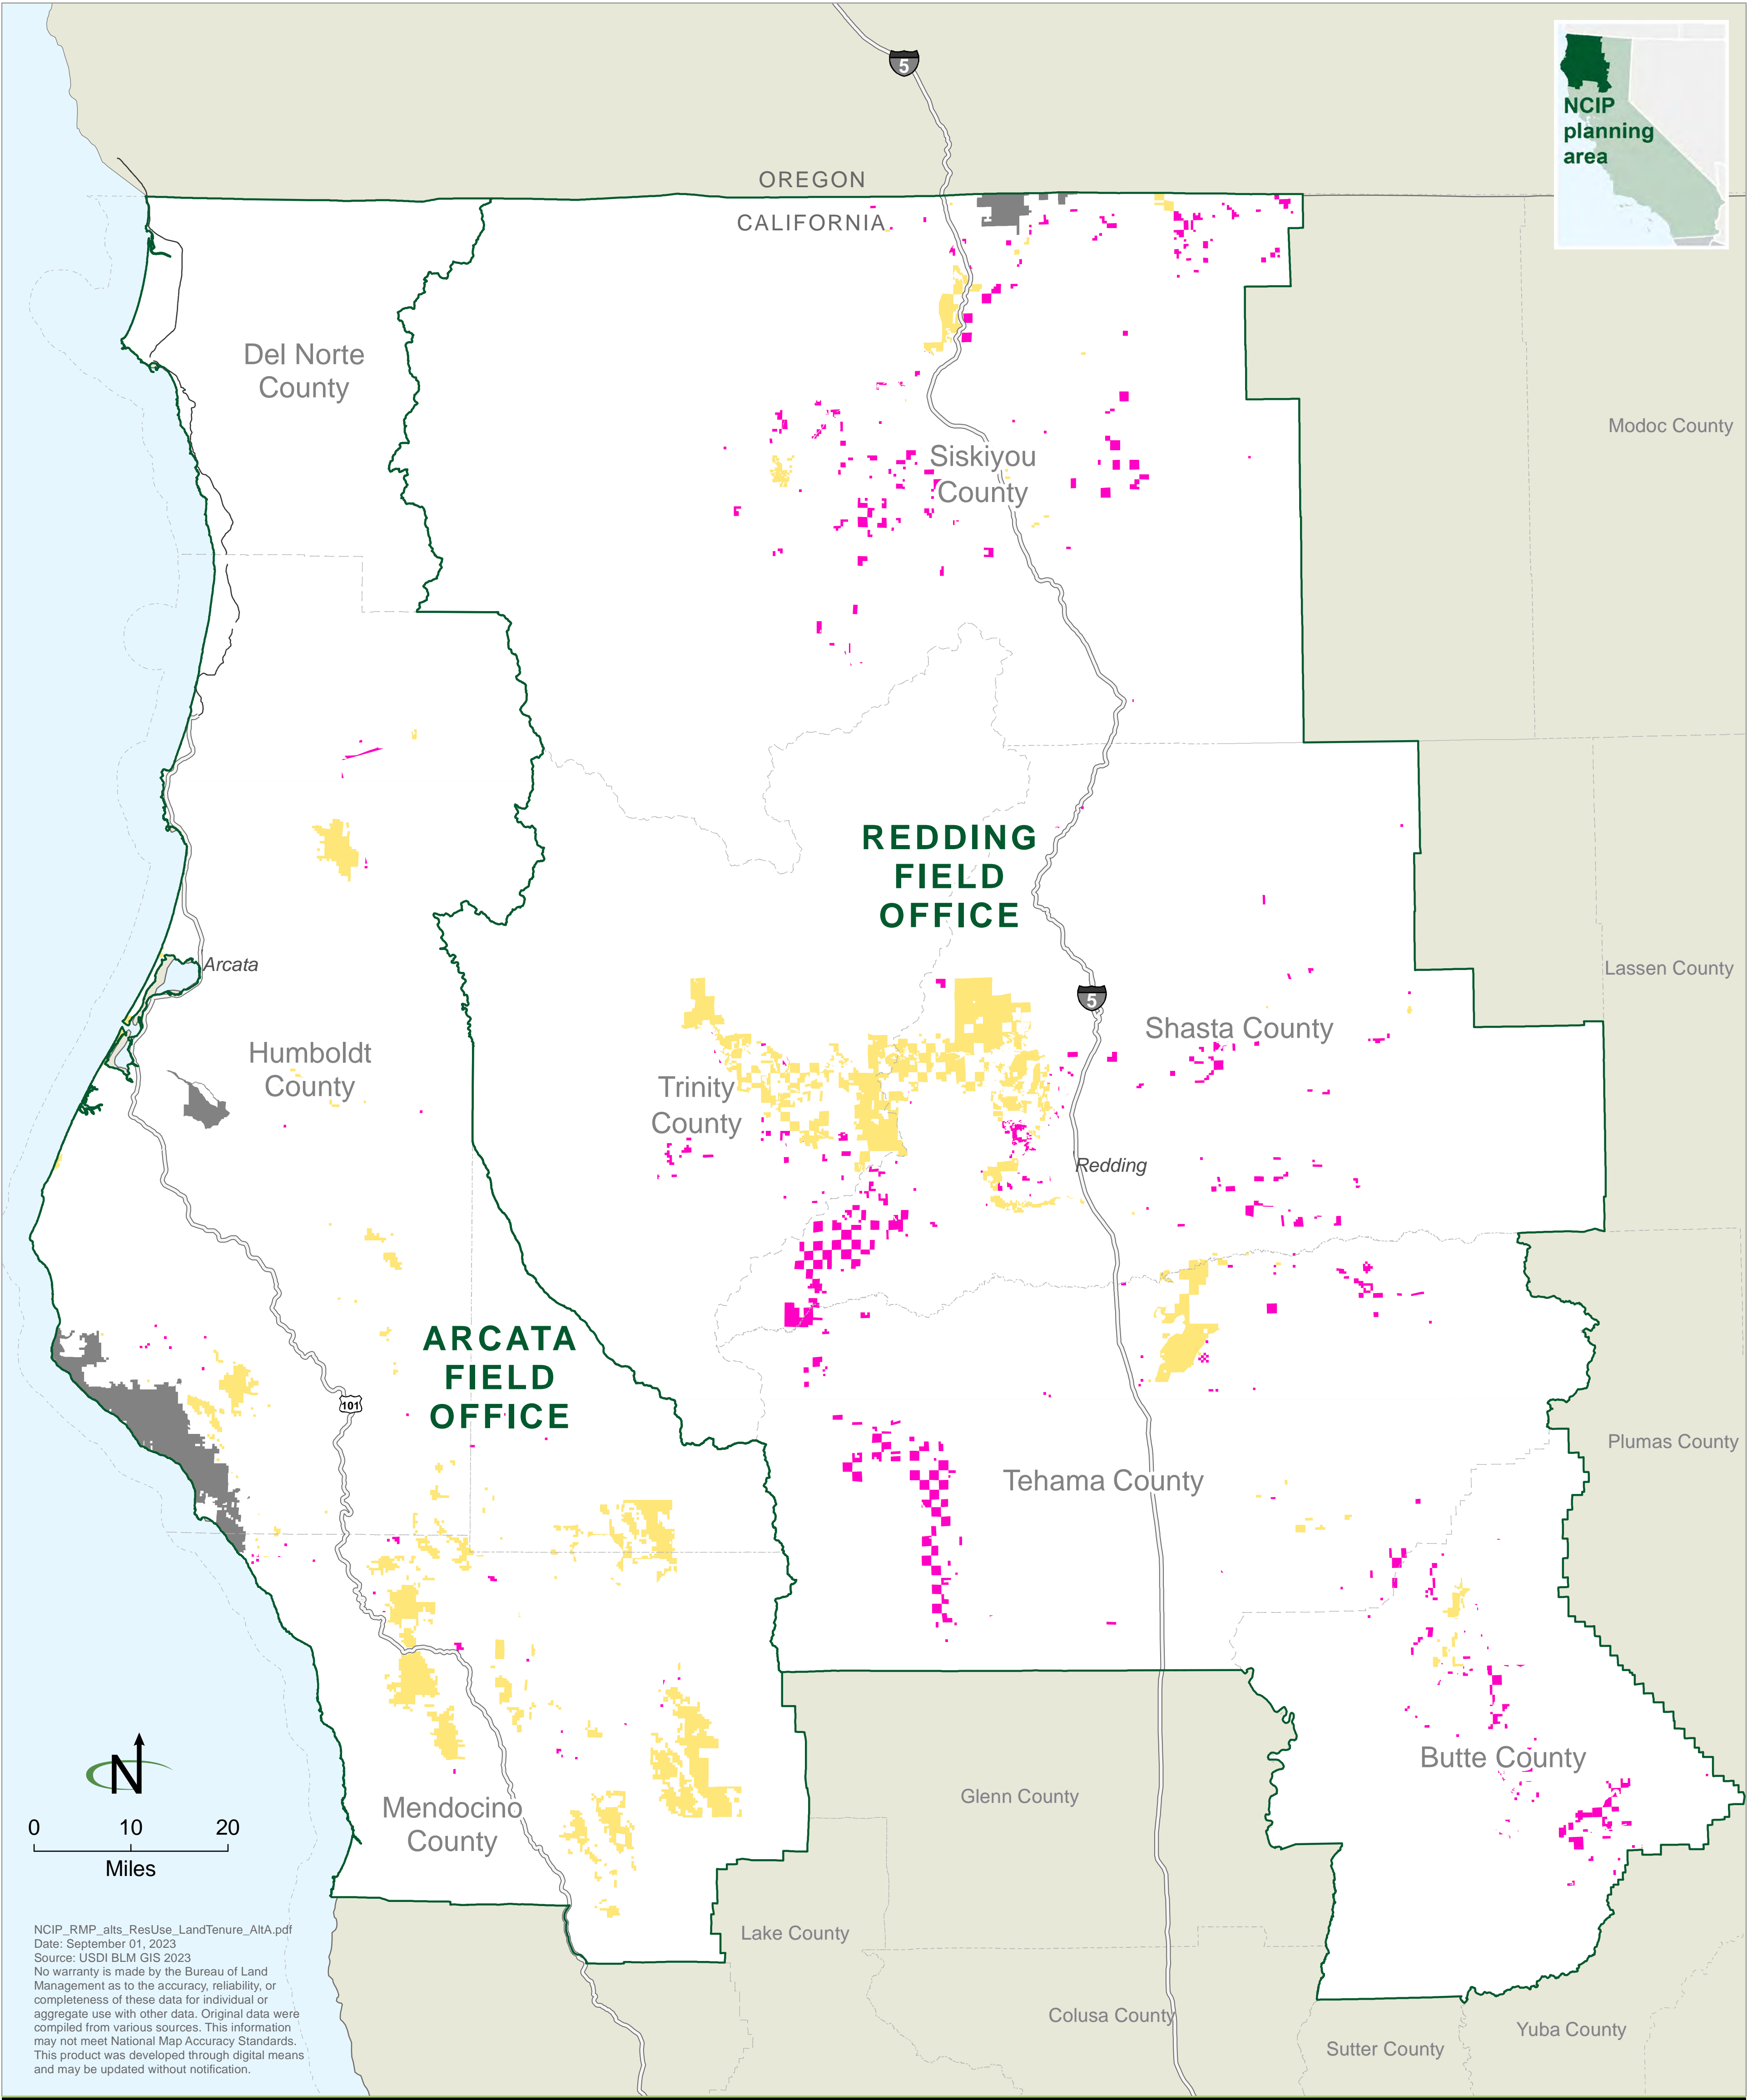 5
NCIP
planning
area
OREGON
CALIFORNIA
Del Norte
County
Modoc County
Siskiyou
County
REDDING
FIELD
OFFICE
Arcata
Lassen County
5
Shasta County
Humboldt
County
Trinity
County
Redding
ARCATA
FIELD
OFFICE
101
Plumas County
Tehama County
Butte County
N
Glenn County
Mendocino
County
0 10 20
Miles
Lake County
NCIP_RMP_alts_ResUse_LandTenure_AltA.pdf
Date: September 01, 2023
Source: USDI BLM GIS 2023
No warranty is made by the Bureau of Land
Management as to the accuracy, reliability, or
completeness of these data for individual or
aggregate use with other data. Original data were
compiled from various sources. This information
may not meet National Map Accuracy Standards.
This product was developed through digital means
and may be updated without notification.
Colusa County
Yuba County
Sutter County